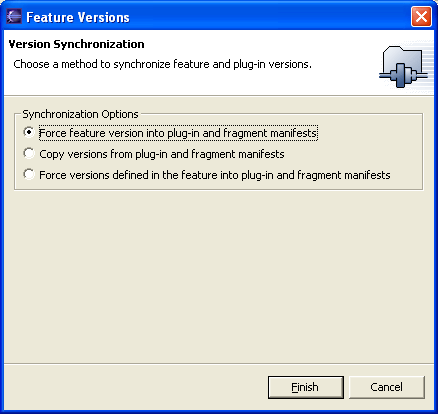 Feature Versions
Version Synchronization
Choose a method to synchronize feature and plug-in versions.
Synchronization Options
Force feature version into plug-in and fragment manifests
Copy versions from plug-in and fragment manifests
Force versions defined in the feature into plug-in and fragment manifests
Finish
Cancel